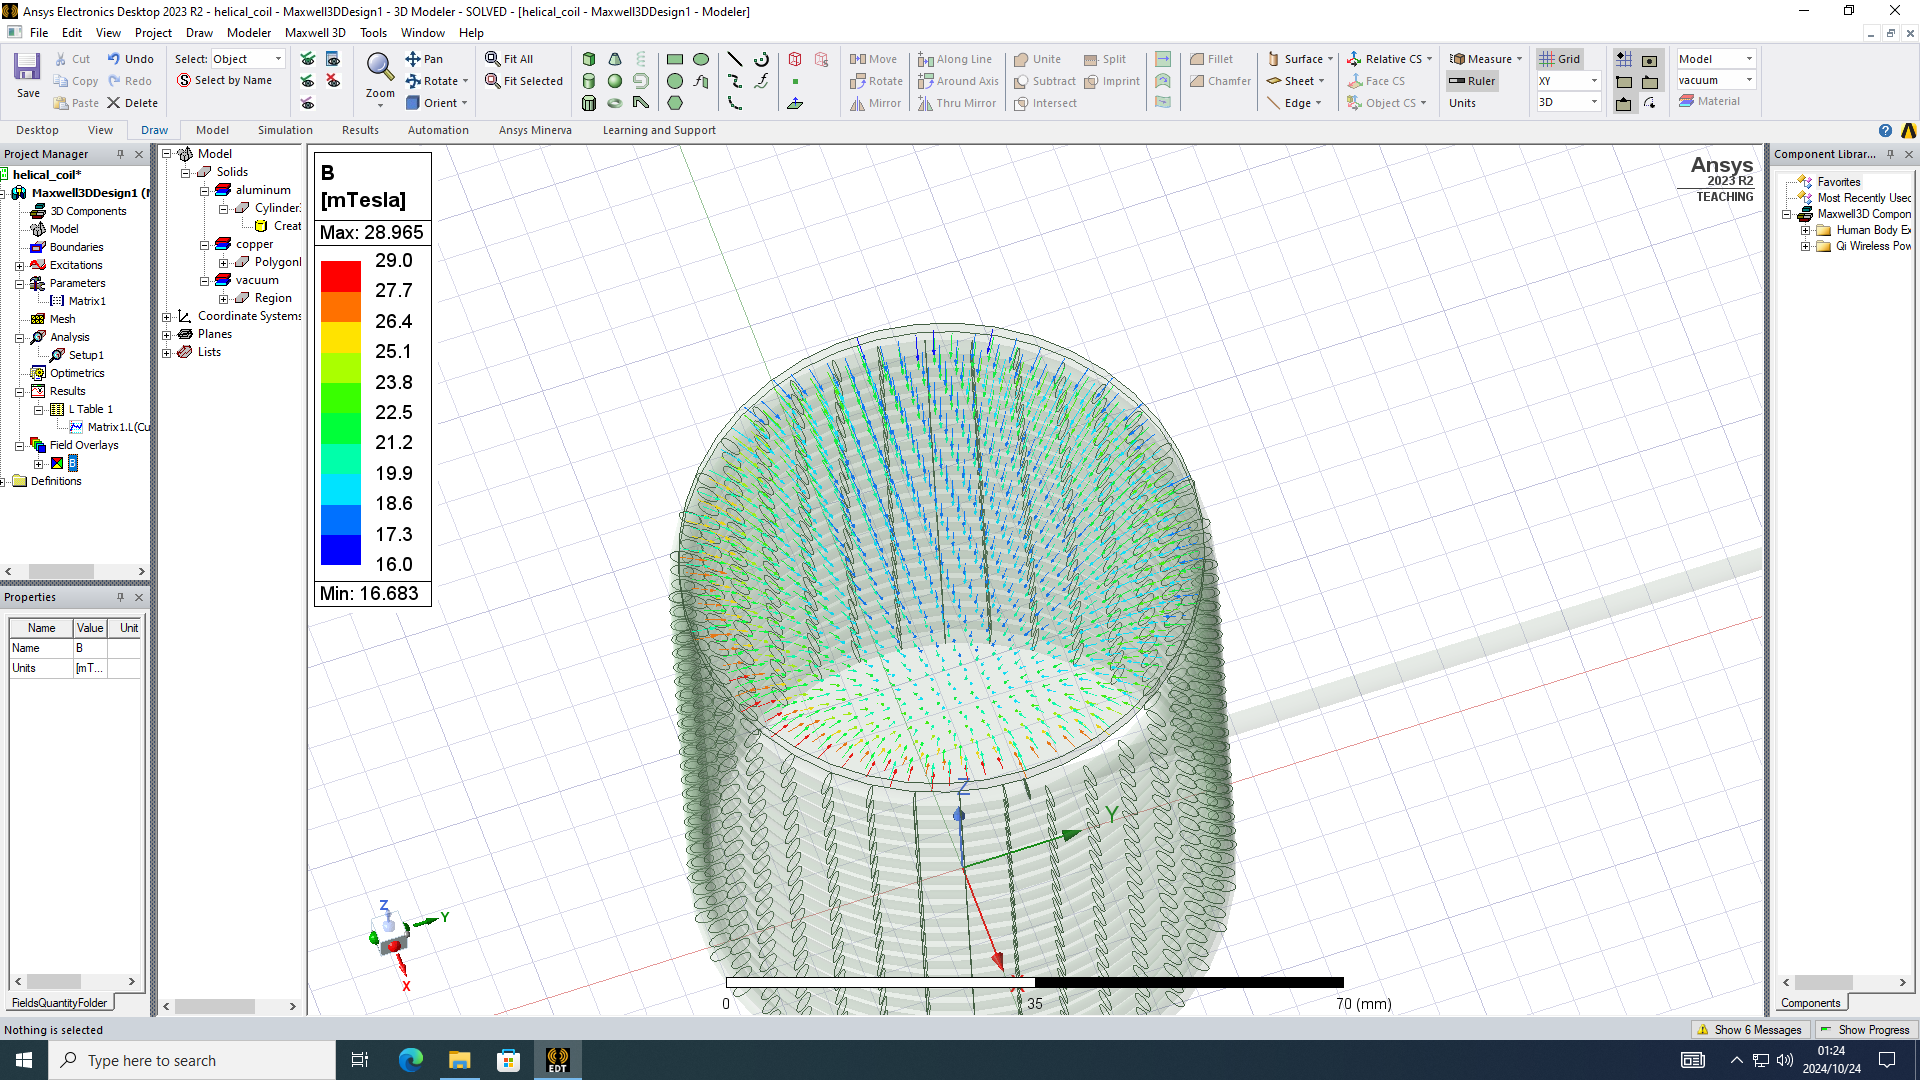 Ansys Electronics Desktop 2023 R2 - helical_coil - Maxwell3DDesign1 - 3D Modeler - SOLVED - [helical_coil - Maxwell3DDesign1 - Modeler]
File Edit View Project Draw Modeler Maxwell 3D Tools Window Help
Save
Cut
Copy
Paste
Undo
Redo
Delete
Select: Object
Select by Name
Zoom
Pan
Rotate
Orient
Fit All
Fit Selected
Move
Rotate
Mirror
Along Line
Around Axis
Thru Mirror
Unite
Subtract
Intersect
Split
Imprint
Fillet
Chamfer
Surface
Sheet
Edge
Relative CS
Face CS
Object CS
Measure
Ruler
Units
Grid
XY
3D
Model
vacuum
Material
Desktop View Draw Model Simulation Results Automation Ansys Minerva Learning and Support
Project Manager
helical_coil*
Maxwell3DDesign1 (
3D Components
Model
Boundaries
Excitations
Parameters
Matrix1
Mesh
Analysis
Setup1
Optimetrics
Results
L Table 1
Matrix1.L(Cu
Field Overlays
B
Definitions
Properties
Name Value Unit
Name B
Units [mT...
FieldsQuantityFolder
Model
Solids
aluminum
Cylinder
Creat
copper
Polygon
vacuum
Region
Coordinate Systems
Planes
Lists
B
[mTesla]
Max: 28.965
29.0
27.7
26.4
25.1
23.8
22.5
21.2
19.9
18.6
17.3
16.0
Min: 16.683
Ansys
2023 R2
TEACHING
Z
Y
X
Z
Y
X
0 35 70 (mm)
Component Librar...
Favorites
Most Recently Used
Maxwell3D Compon
Human Body Ex
Qi Wireless Pow
Components
Nothing is selected
Show 6 Messages
Show Progress
Type here to search
EDT
01:24
2024/10/24